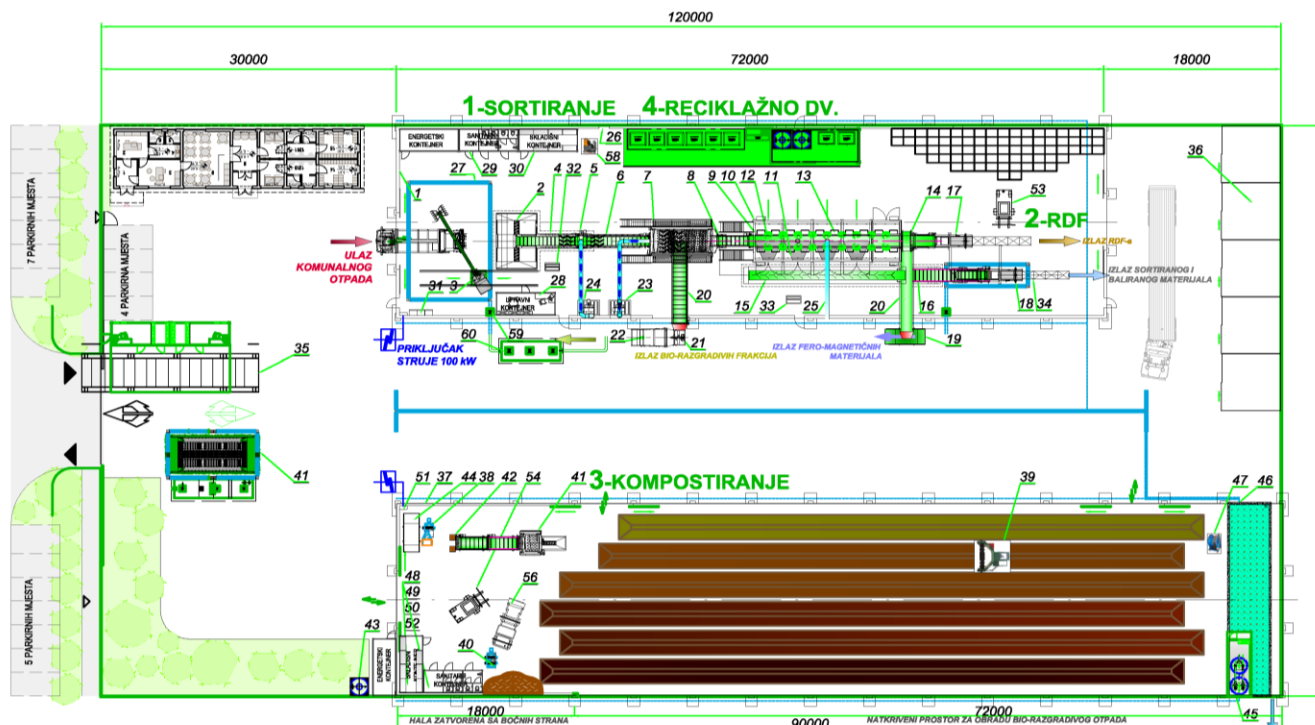 120000
30000
72000
18000
1-SORTIRANJE 4-RECIKLAŽNO DV.
ENERGETSKI KONTEJNER
SKLADIŠNI KONTEJNER
26
58
27
29
30
1
2
4
32
5
6
7
8
9
10
12
11
13
14
17
53
36
2-RDF
7 PARKIRNIH MJESTA
4 PARKIRNA MJESTA
ULAZ
KOMUNALNOG
OTPADA
IZLAZ RDF-a
IZLAZ SORTIRANOG I
BALIRANOG MATERIJALA
3
31
28
24
23
20
15
33
25
20
16
18
34
UPRAVNI KONTEJNER
60
59
22
21
19
PRIKLJUČAK
STRUJE 100 kW
IZLAZ BIO-RAZGRADIVIH FRAKCIJA
IZLAZ FERO-MAGNETIČNIH
MATERIJALA
35
41
3-KOMPOSTIRANJE
51
37
44
38
42
54
41
39
47
46
48
49
50
52
56
40
43
45
5 PARKIRNIH MJESTA
ENERGETSKI KONTEJNER
SANITARNI KONTEJNER
18000
72000
HALA ZATVORENA SA BOČNIH STRANA
NATKRIVENI PROSTOR ZA OBRADU BIO-RAZGRADIVOG OTPADA
90000